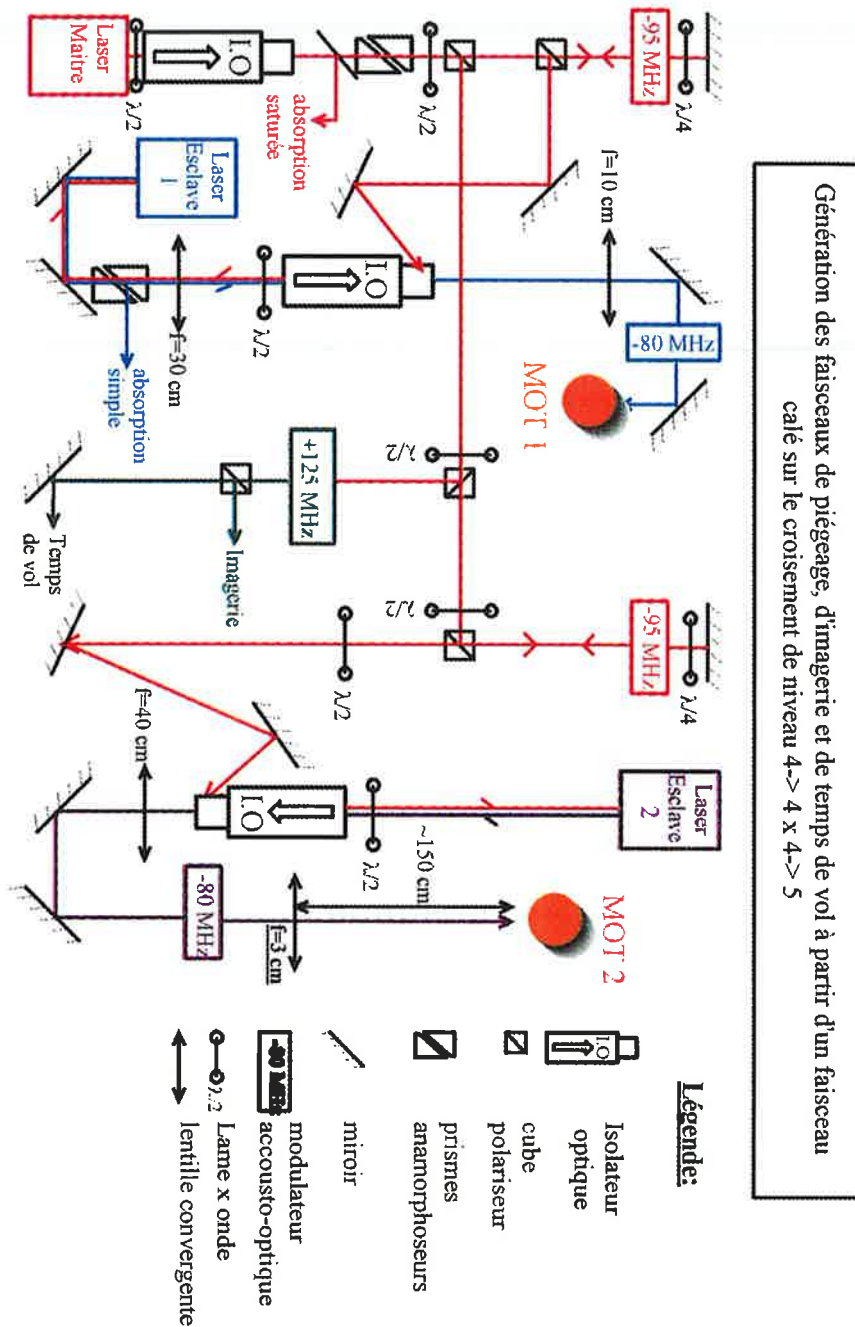 Génération des faisceaux de piégeage, d'imagerie et de temps de vol à partir d'un faisceau
calé sur le croisement de niveau 4-> 4 x 4-> 5
-95 MHz
λ/4
λ/2
absorption
saturée
I.O
λ/2
Laser
Maitre
f=10 cm
-80 MHz
MOT 1
I.O
λ/2
f=30 cm
absorption
simple
Laser
Esclave
1
λ/2
+125 MHz
Imagerie
Temps
de vol
-95 MHz
λ/4
λ/2
λ/2
f=40 cm
Laser
Esclave
2
λ/2
I.O
~150 cm
MOT 2
f=3 cm
-80 MHz
Légende:
I.O
Isolateur
optique
cube
polariseur
prismes
anamorphoseurs
miroir
-80 MHz
modulateur
accousto-optique
λ/2
Lame x onde
lentille convergente